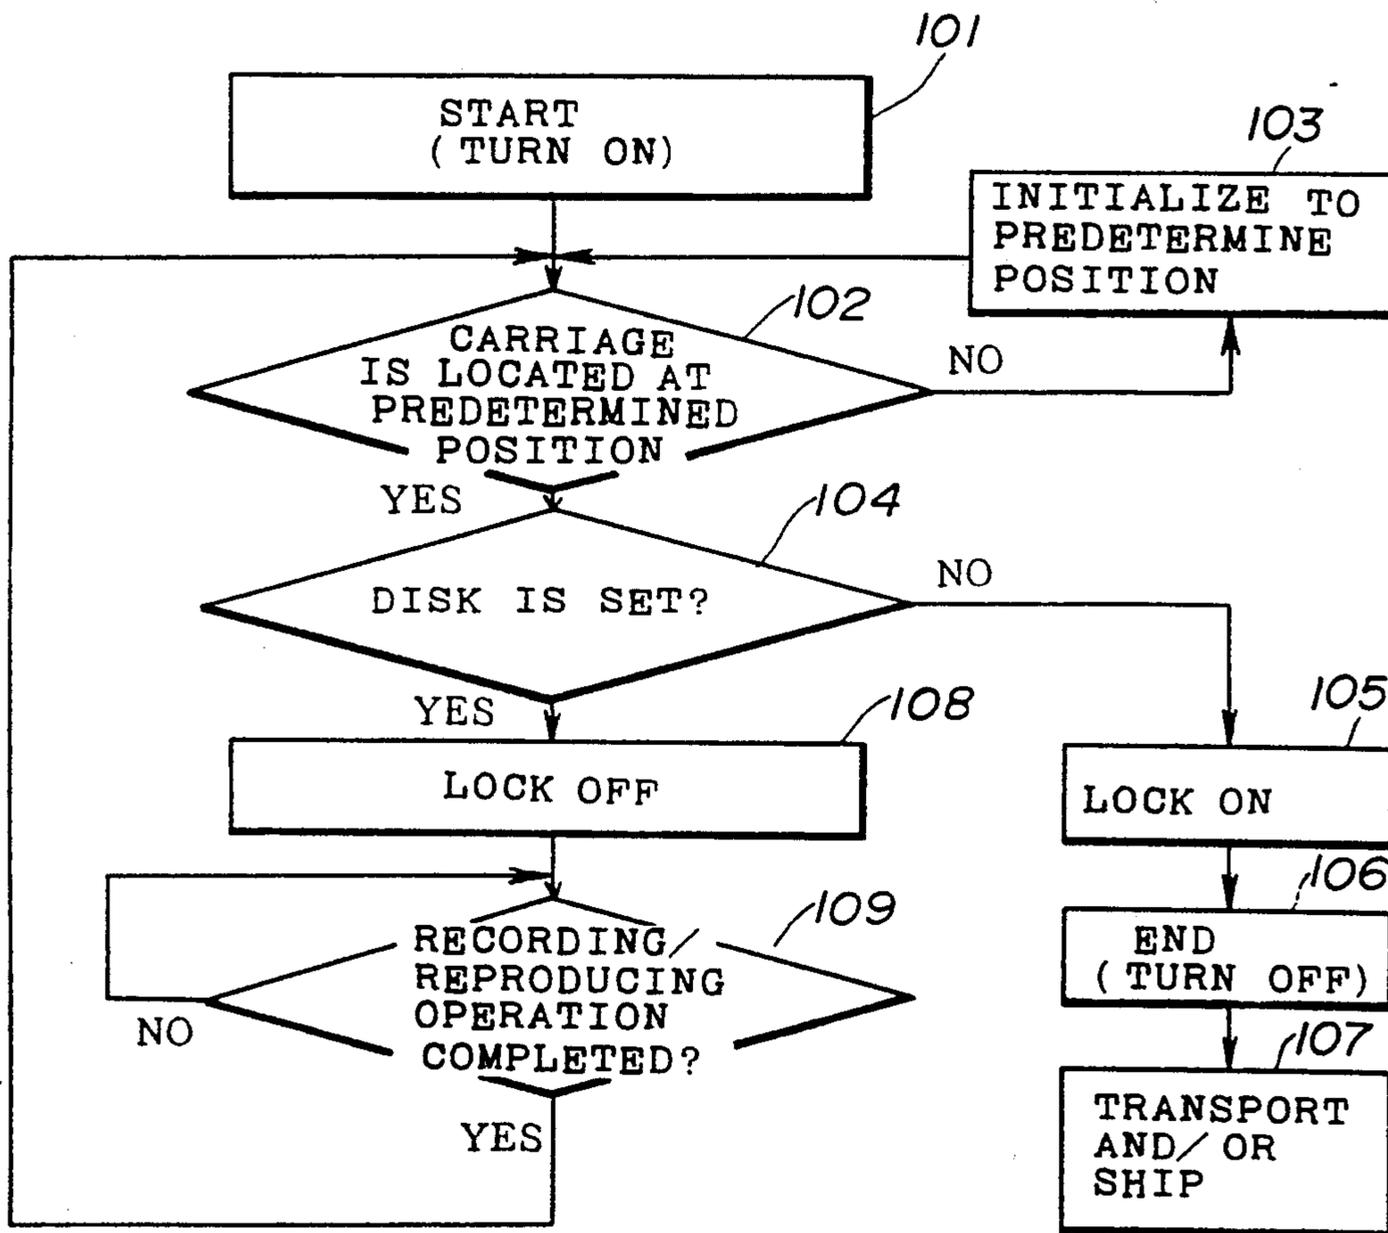 101
START
(TURN ON)
103
INITIALIZE TO
PREDETERMINE
POSITION
102
CARRIAGE
IS LOCATED AT
PREDETERMINED
POSITION
NO
YES
104
DISK IS SET?
NO
YES
108
LOCK OFF
105
LOCK ON
106
END
(TURN OFF)
109
RECORDING/
REPRODUCING
OPERATION
COMPLETED?
NO
YES
107
TRANSPORT
AND/OR
SHIP